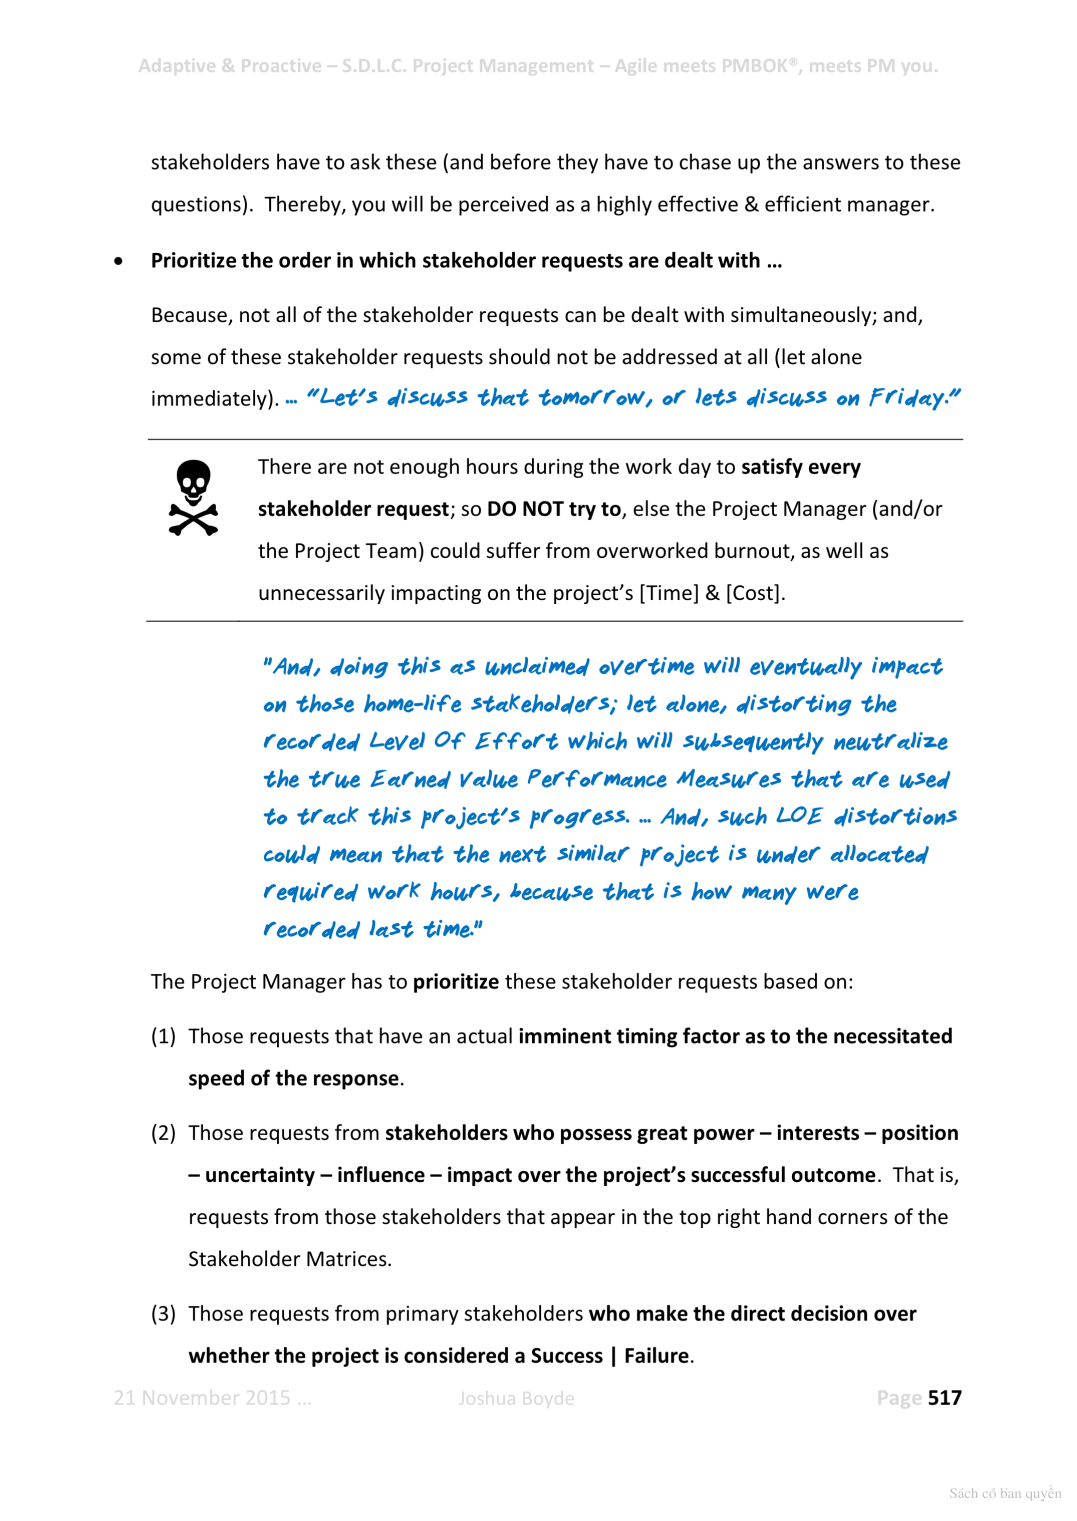 Adaptive & Proactive – S.D.L.C. Project Management – Agile meets PMBOK®, meets PM you.
stakeholders have to ask these (and before they have to chase up the answers to these
questions).  Thereby, you will be perceived as a highly effective & efficient manager.
• Prioritize the order in which stakeholder requests are dealt with …
Because, not all of the stakeholder requests can be dealt with simultaneously; and,
some of these stakeholder requests should not be addressed at all (let alone
immediately). … "Let's discuss that tomorrow, or lets discuss on Friday."
There are not enough hours during the work day to satisfy every
stakeholder request; so DO NOT try to, else the Project Manager (and/or
the Project Team) could suffer from overworked burnout, as well as
unnecessarily impacting on the project's [Time] & [Cost].
"And, doing this as unclaimed overtime will eventually impact
on those home-life stakeholders; let alone, distorting the
recorded Level Of Effort which will subsequently neutralize
the true Earned Value Performance Measures that are used
to track this project's progress. … And, such LOE distortions
could mean that the next similar project is under allocated
required work hours, because that is how many were
recorded last time."
The Project Manager has to prioritize these stakeholder requests based on:
(1) Those requests that have an actual imminent timing factor as to the necessitated
speed of the response.
(2) Those requests from stakeholders who possess great power – interests – position
– uncertainty – influence – impact over the project's successful outcome.  That is,
requests from those stakeholders that appear in the top right hand corners of the
Stakeholder Matrices.
(3) Those requests from primary stakeholders who make the direct decision over
whether the project is considered a Success | Failure.
21 November 2015 … Joshua Boyde Page 517
Sách có bản quyền